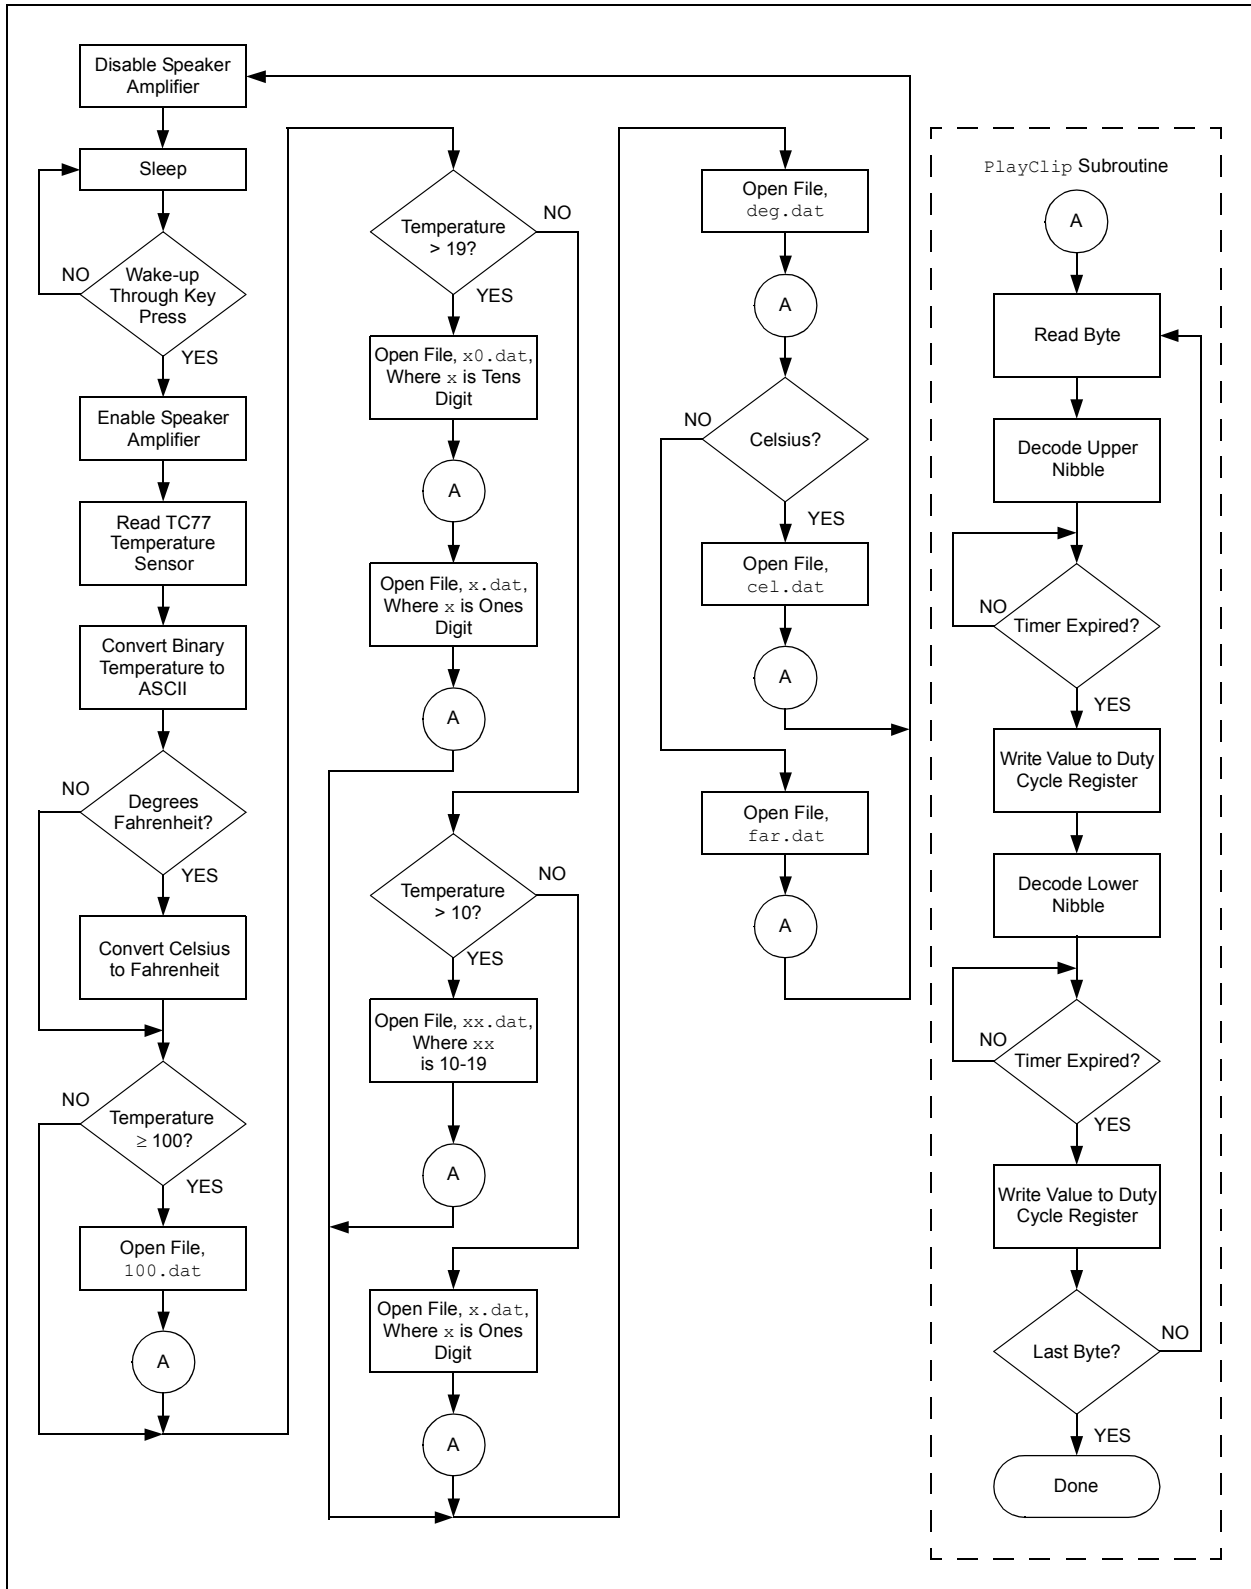 Disable Speaker
Amplifier
Sleep
NO
Wake-up
Through Key
Press
YES
Enable Speaker
Amplifier
Read TC77
Temperature
Sensor
Convert Binary
Temperature to
ASCII
NO
Degrees
Fahrenheit?
YES
Convert Celsius
to Fahrenheit
NO
Temperature
≥ 100?
YES
Open File,
100.dat
A
Temperature
> 19?
NO
YES
Open File, x0.dat,
Where x is Tens
Digit
A
Open File, x.dat,
Where x is Ones
Digit
A
Temperature
> 10?
NO
YES
Open File, xx.dat,
Where xx
is 10-19
A
Open File, x.dat,
Where x is Ones
Digit
A
Open File,
deg.dat
A
NO
Celsius?
YES
Open File,
cel.dat
A
Open File,
far.dat
A
PlayClip Subroutine
A
Read Byte
Decode Upper
Nibble
NO
Timer Expired?
YES
Write Value to Duty
Cycle Register
Decode Lower
Nibble
NO
Timer Expired?
YES
Write Value to Duty
Cycle Register
Last Byte?
NO
YES
Done